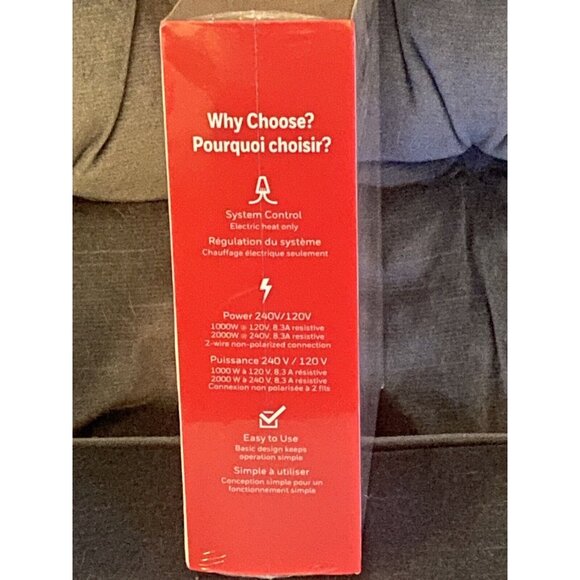 Why Choose?
Pourquoi choisir?
System Control
Electric heat only
Régulation du système
Chauffage électrique seulement
Power 240V/120V
1000W @ 120V, 8.3A resistive
2000W @ 240V, 8.3A resistive
2-wire non-polarized connection
Puissance 240 V / 120 V
1000 W à 120 V, 8,3 A résistive
2000 W à 240 V, 8,3 A résistive
Connexion non polarisée à 2 fils
Easy to Use
Basic design keeps
operation simple
Simple à utiliser
Conception simple pour un
fonctionnement simple